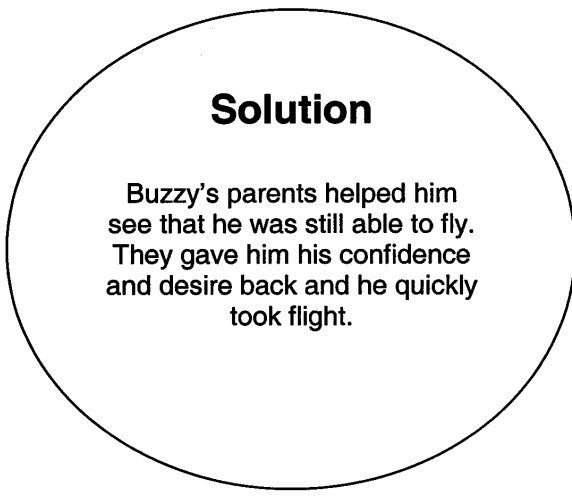 Solution
Buzzy's parents helped him
see that he was still able to fly.
They gave him his confidence
and desire back and he quickly
took flight.